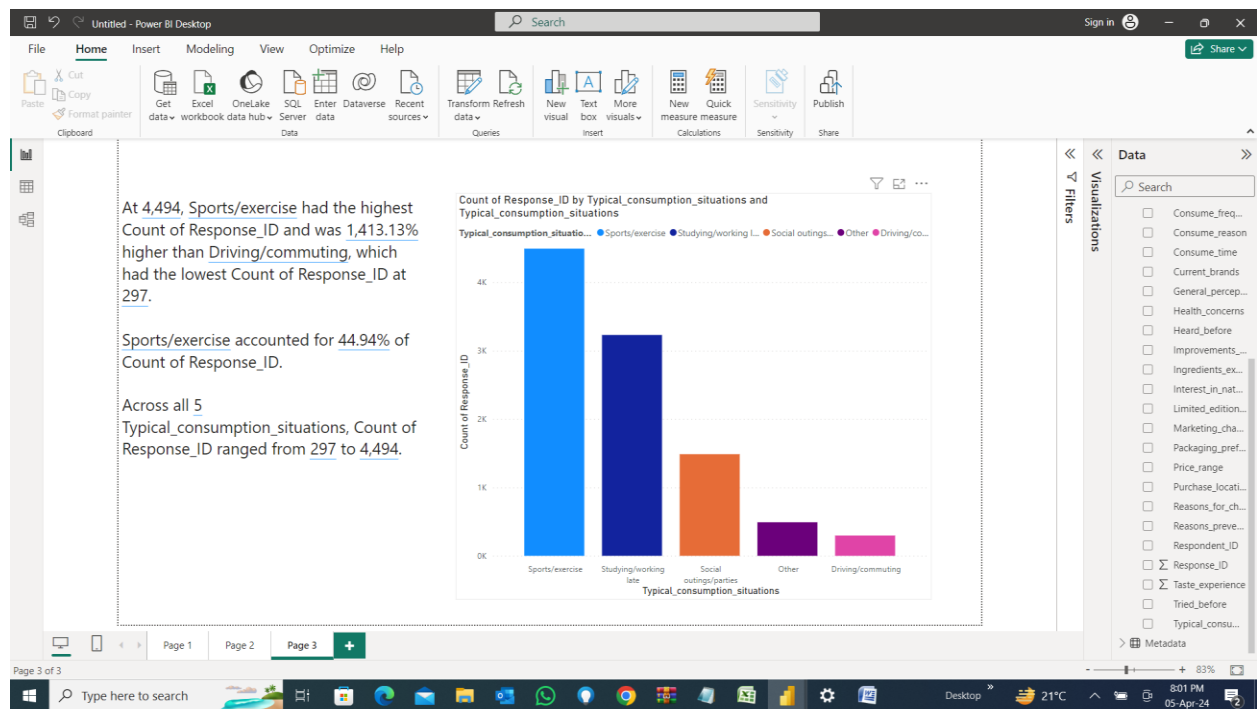 Untitled - Power BI Desktop
Search
Sign in
File Home Insert Modeling View Optimize Help
Share
Paste
Cut
Copy
Format painter
Clipboard
Get data
Excel workbook
OneLake data hub
SQL Server
Enter data
Dataverse
Recent sources
Data
Transform data
Refresh
Queries
New visual
Text box
More visuals
Insert
New measure
Quick measure
Calculations
Sensitivity
Sensitivity
Publish
Share
At 4,494, Sports/exercise had the highest
Count of Response_ID and was 1,413.13%
higher than Driving/commuting, which
had the lowest Count of Response_ID at
297.
Sports/exercise accounted for 44.94% of
Count of Response_ID.
Across all 5
Typical_consumption_situations, Count of
Response_ID ranged from 297 to 4,494.
Count of Response_ID by Typical_consumption_situations and
Typical_consumption_situations
Typical_consumption_situatio... Sports/exercise Studying/working l... Social outings... Other Driving/co...
Count of Response_ID
4K
3K
2K
1K
0K
Sports/exercise
Studying/working
late
Social
outings/parties
Other
Driving/commuting
Typical_consumption_situations
Filters
Visualizations
Data
Search
Consume_freq...
Consume_reason
Consume_time
Current_brands
General_percep...
Health_concerns
Heard_before
Improvements_...
Ingredients_ex...
Interest_in_nat...
Limited_edition...
Marketing_cha...
Packaging_pref...
Price_range
Purchase_locati...
Reasons_for_ch...
Reasons_preve...
Respondent_ID
Σ Response_ID
Σ Taste_experience
Tried_before
Typical_consu...
Metadata
Page 1
Page 2
Page 3
+
Page 3 of 3
- + 83%
Type here to search
Desktop
21°C
8:01 PM
05-Apr-24
2